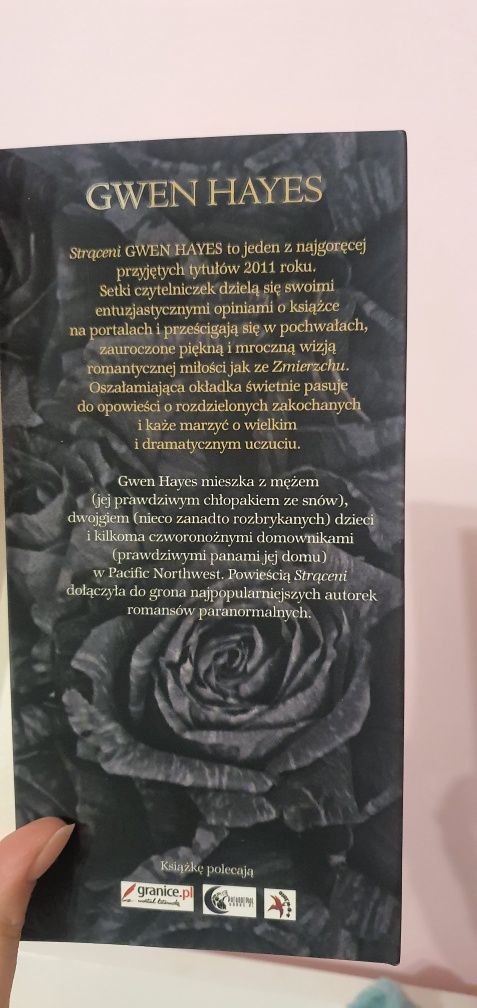 GWEN HAYES
Strąceni GWEN HAYES to jeden z najgoręcej
przyjętych tytułów 2011 roku.
Setki czytelniczek dzielą się swoimi
entuzjastycznymi opiniami o książce
na portalach i prześcigają się w pochwałach,
zauroczone piękną i mroczną wizją
romantycznej miłości jak ze Zmierzchu.
Oszałamiająca okładka świetnie pasuje
do opowieści o rozdzielonych zakochanych
i każe marzyć o wielkim
i dramatycznym uczuciu.
Gwen Hayes mieszka z mężem
(jej prawdziwym chłopakiem ze snów),
dwojgiem (nieco zanadto rozbrykanych) dzieci
i kilkoma czworonożnymi domownikami
(prawdziwymi panami jej domu)
w Pacific Northwest. Powieścią Strąceni
dołączyła do grona najpopularniejszych autorek
romansów paranormalnych.
Książkę polecają
granice.pl